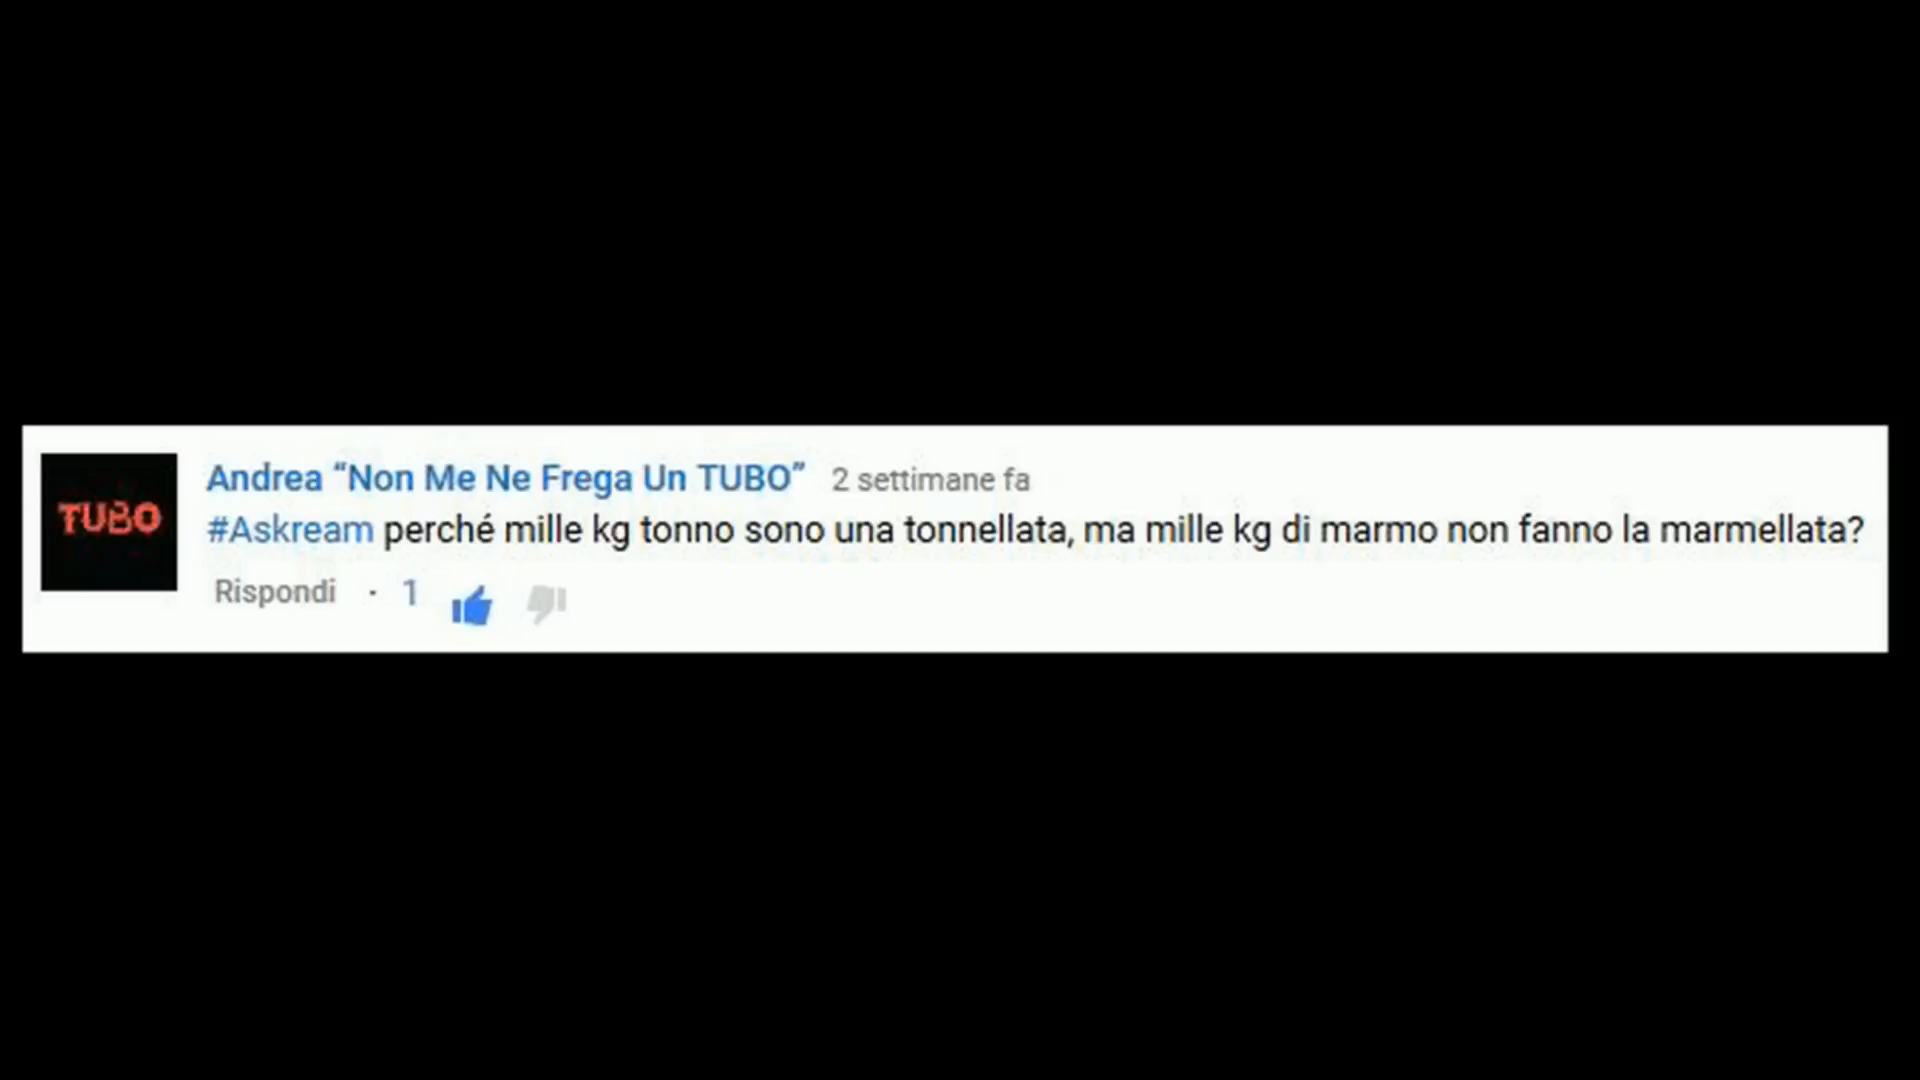 TUBO
Andrea “Non Me Ne Frega Un TUBO” 2 settimane fa
#Askream perché mille kg tonno sono una tonnellata, ma mille kg di marmo non fanno la marmellata?
Rispondi · 1